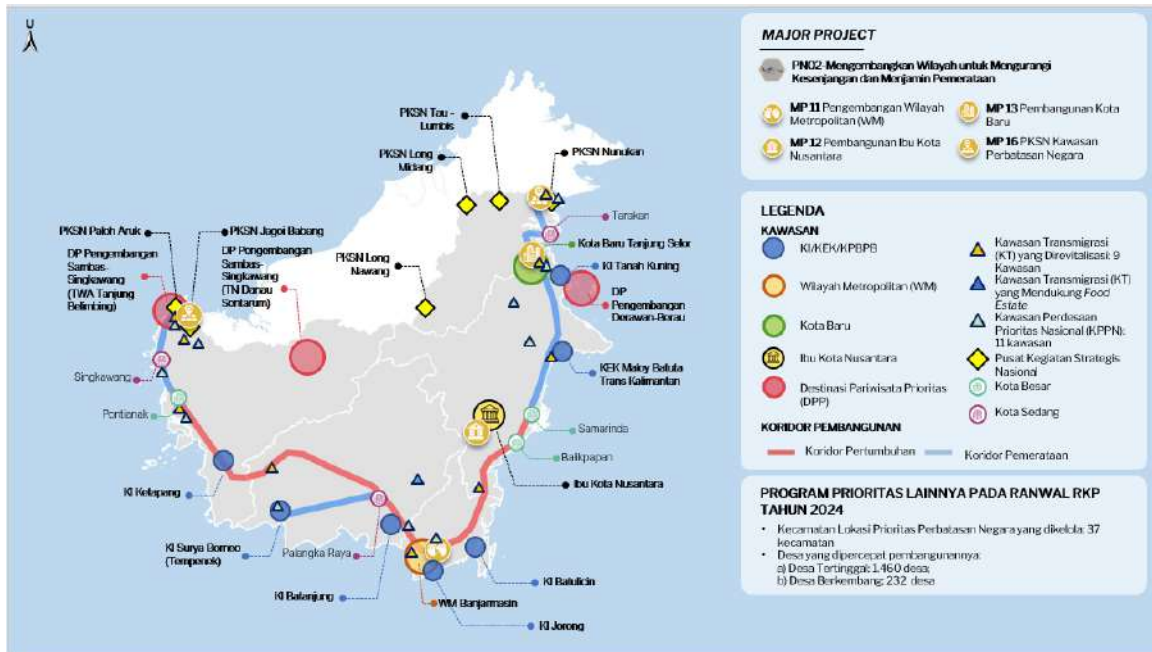 U
PKSN Tau -
Lumbis
PKSN Long
Midang
PKSN Nunukan
PKSN Paloh Aruk
PKSN Jagoi Babang
DP Pengembangan
Sambas-
Singkawang
(TWA Tanjung
Belimbing)
DP Pengembangan
Sambas-
Singkawang
(TN Danau
Sentarum)
PKSN Long
Nawang
Tarakan
Kota Baru Tanjung Selor
KI Tanah Kuning
DP
Pengembangan
Derawan-Berau
KEK Maloy Batuta
Trans Kalimantan
Singkawang
Pontianak
Samarinda
Balikpapan
Ibu Kota Nusantara
KI Ketapang
KI Surya Borneo
(Tempenek)
Palangka Raya
KI Batanjung
WM Banjarmasin
KI Batulicin
KI Jorong
MAJOR PROJECT
PN02-Mengembangkan Wilayah untuk Mengurangi
Kesenjangan dan Menjamin Pemerataan
MP 11 Pengembangan Wilayah
Metropolitan (WM)
MP 13 Pembangunan Kota
Baru
MP 12 Pembangunan Ibu Kota
Nusantara
MP 16 PKSN Kawasan
Perbatasan Negara
LEGENDA
KAWASAN
KI/KEK/KPBPB
Wilayah Metropolitan (WM)
Kota Baru
Ibu Kota Nusantara
Destinasi Pariwisata Prioritas
(DPP)
Kawasan Transmigrasi
(KT) yang Direvitalisasi: 9
Kawasan
Kawasan Transmigrasi (KT)
yang Mendukung Food
Estate
Kawasan Perdesaan
Prioritas Nasional (KPPN):
11 kawasan
Pusat Kegiatan Strategis
Nasional
Kota Besar
Kota Sedang
KORIDOR PEMBANGUNAN
Koridor Pertumbuhan
Koridor Pemerataan
PROGRAM PRIORITAS LAINNYA PADA RANWAL RKP
TAHUN 2024
• Kecamatan Lokasi Prioritas Perbatasan Negara yang dikelola: 37
kecamatan
• Desa yang dipercepat pembangunannya:
a) Desa Tertinggal: 1.460 desa;
b) Desa Berkembang: 232 desa